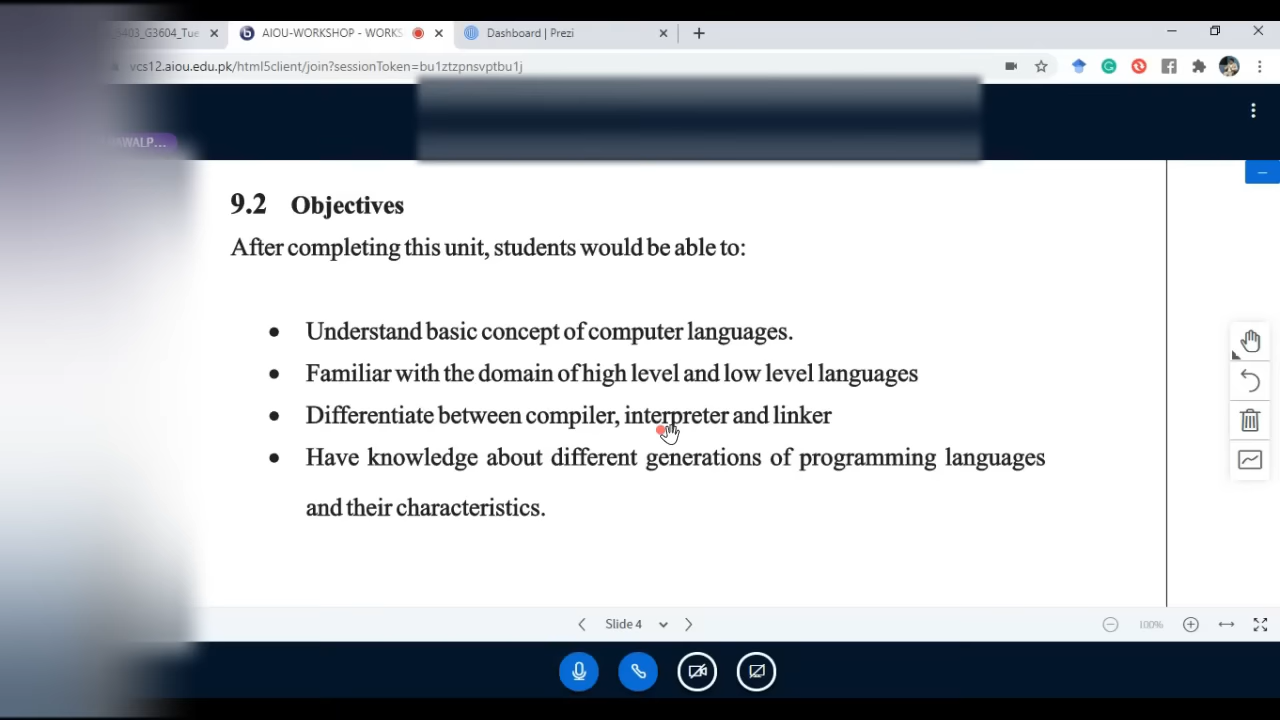 5403_G3604_Tue
AIOU-WORKSHOP - WORKS
Dashboard | Prezi
vcs12.aiou.edu.pk/html5client/join?sessionToken=bu1ztzpnsvptbu1j
9.2 Objectives
After completing this unit, students would be able to:
• Understand basic concept of computer languages.
• Familiar with the domain of high level and low level languages
• Differentiate between compiler, interpreter and linker
• Have knowledge about different generations of programming languages
and their characteristics.
Slide 4
100%